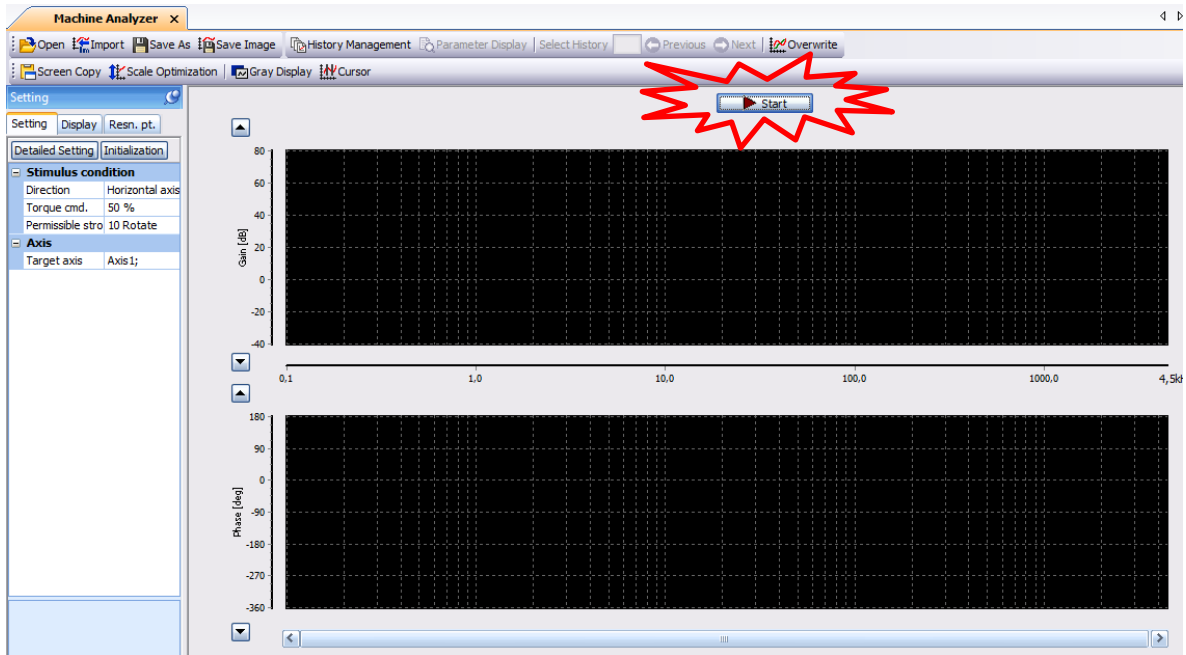 Machine Analyzer x
Open Import Save As Save Image History Management Parameter Display Select History Previous Next Overwrite
Screen Copy Scale Optimization Gray Display Cursor
Setting
Setting Display Resn. pt.
Detailed Setting Initialization
Stimulus condition
Direction Horizontal axis
Torque cmd. 50 %
Permissible stro 10 Rotate
Axis
Target axis Axis1;
Start
80
60
40
20
0
-20
-40
Gain [dB]
0,1 1,0 10,0 100,0 1000,0 4,5kH
180
90
0
-90
-180
-270
-360
Phase [deg]